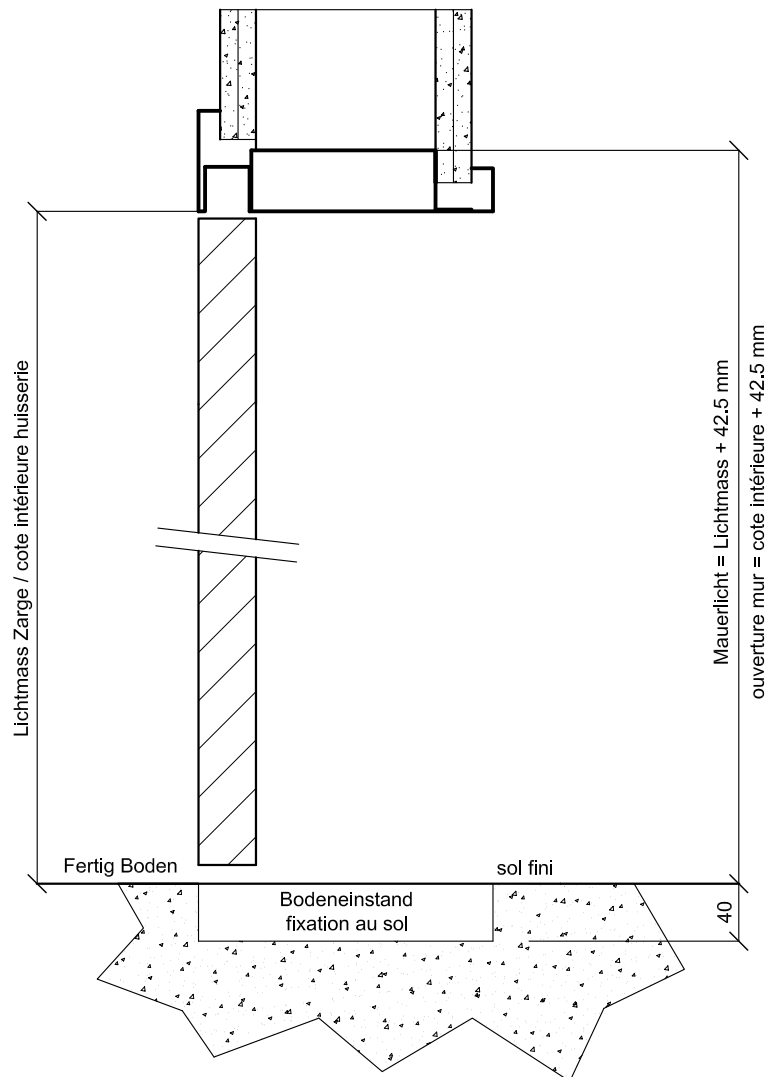 Lichtmass Zarge / cote intérieure huisserie
Mauerlicht = Lichtmass + 42.5 mm
ouverture mur = cote intérieure + 42.5 mm
Fertig Boden
sol fini
Bodeneinstand
fixation au sol
40